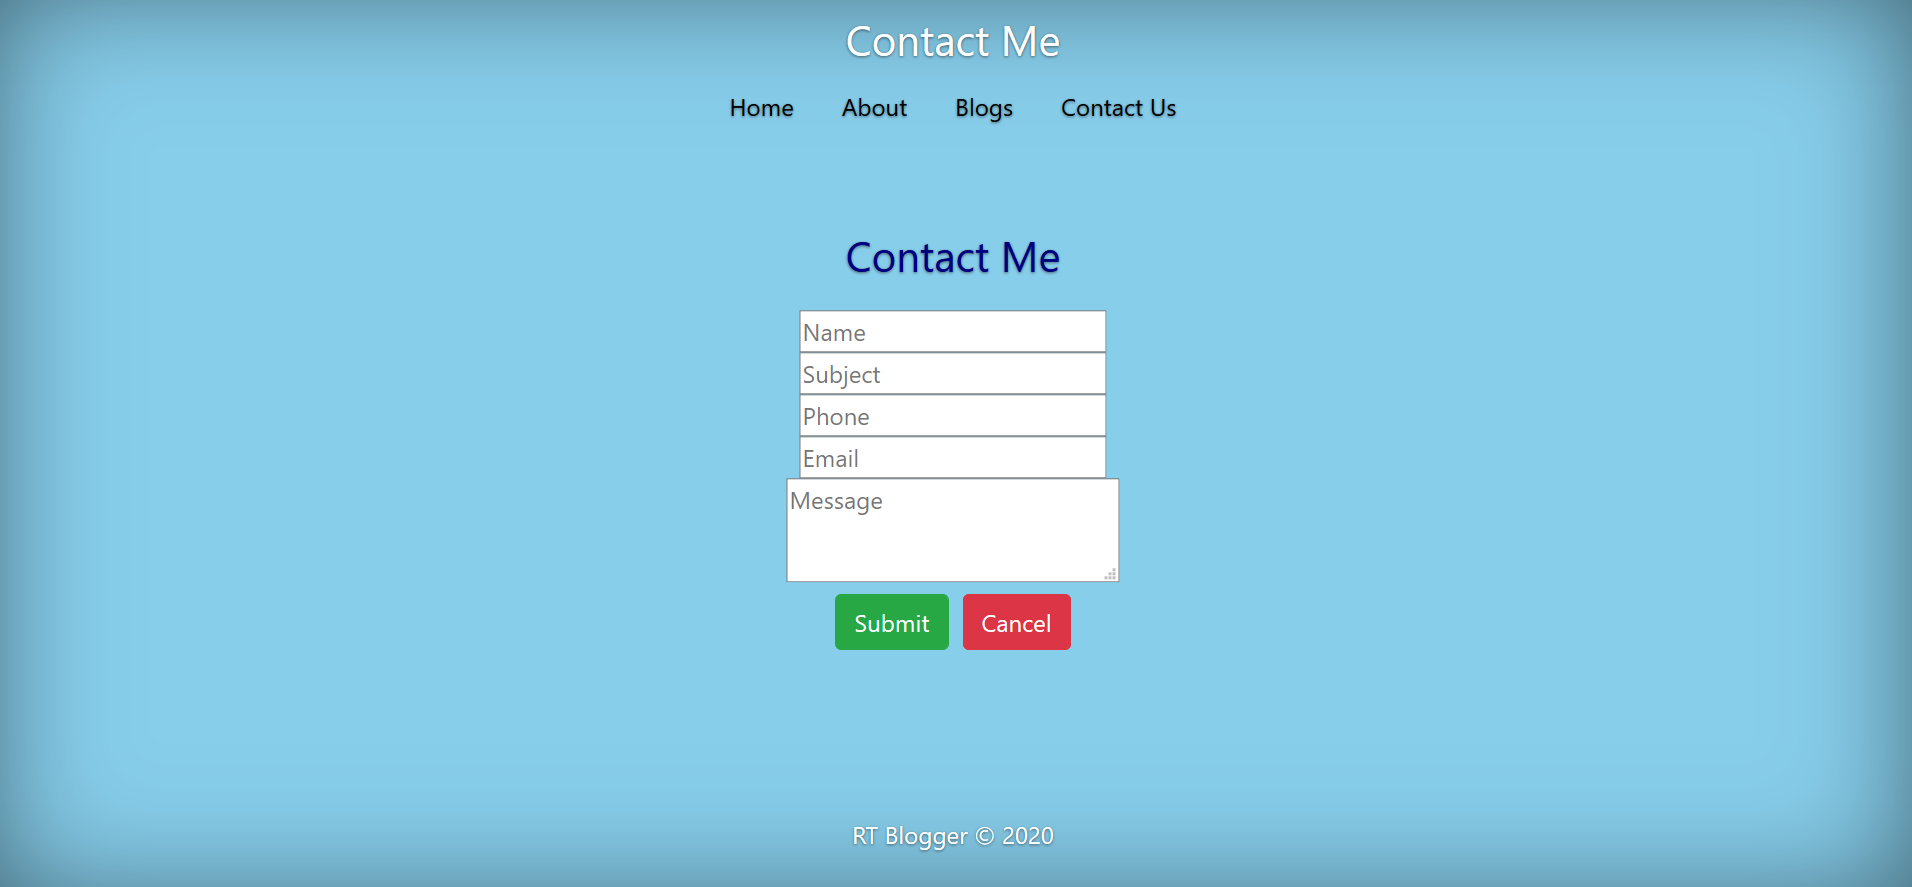 Contact Me
Home About Blogs Contact Us
Contact Me
Name
Subject
Phone
Email
Message
Submit Cancel
RT Blogger © 2020